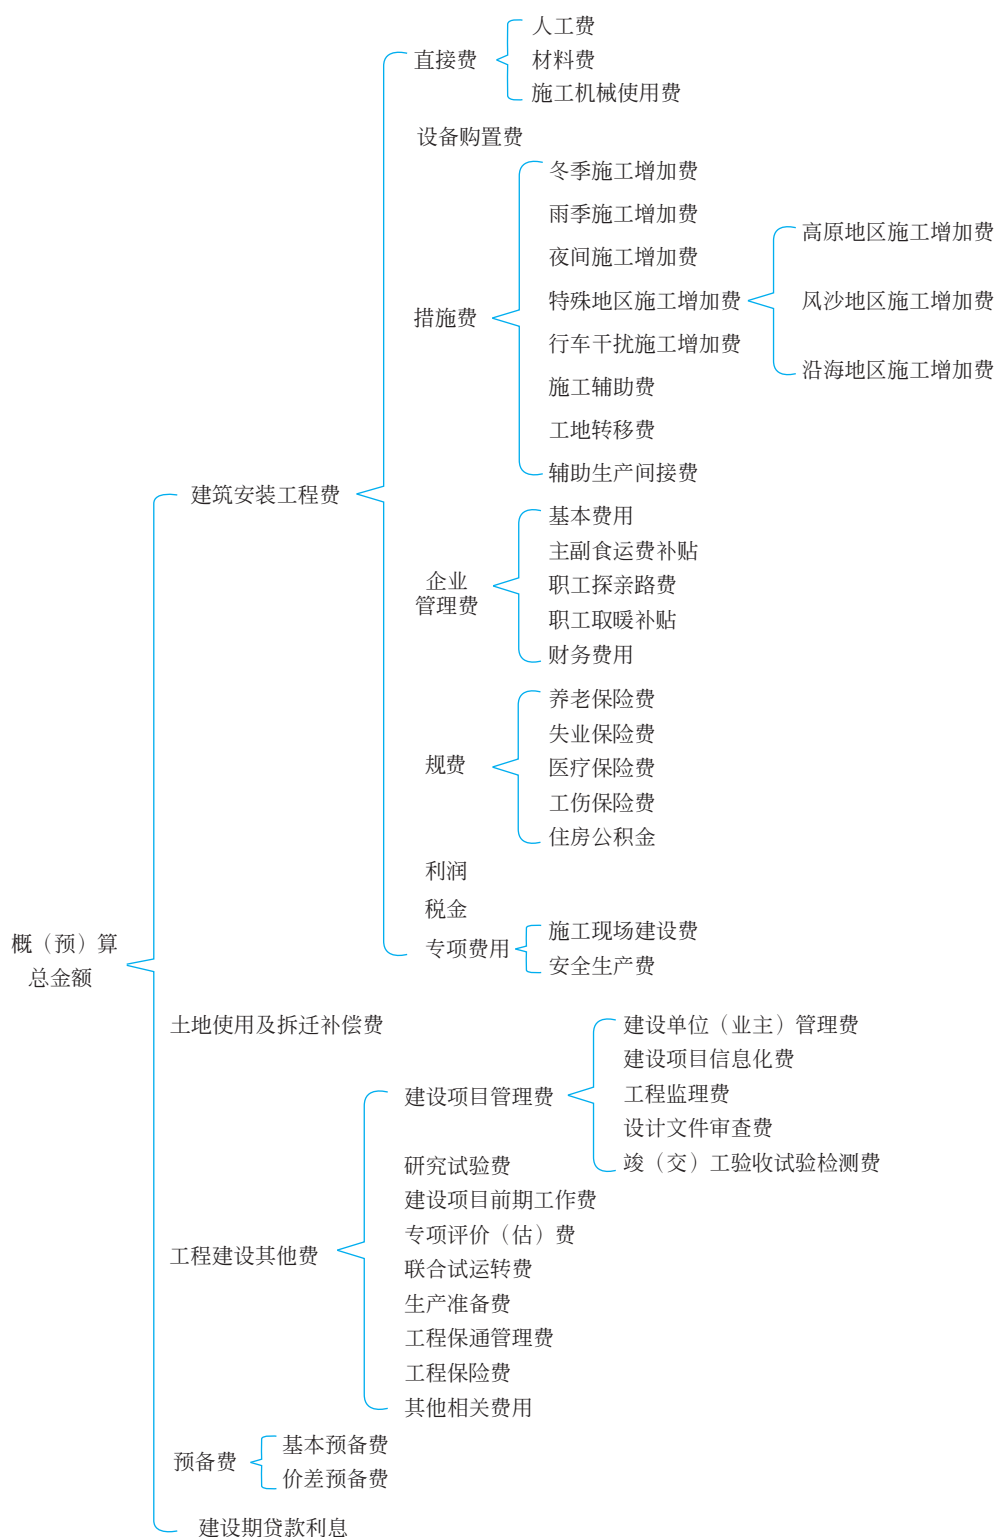 人工费
直接费
材料费
施工机械使用费
设备购置费
冬季施工增加费
雨季施工增加费
高原地区施工增加费
夜间施工增加费
特殊地区施工增加费
风沙地区施工增加费
措施费
行车干扰施工增加费
沿海地区施工增加费
施工辅助费
工地转移费
辅助生产间接费
建筑安装工程费
基本费用
主副食运费补贴
企业
管理费
职工探亲路费
职工取暖补贴
财务费用
养老保险费
失业保险费
规费
医疗保险费
工伤保险费
住房公积金
利润
税金
专项费用
施工现场建设费
安全生产费
概（预）算
总金额
土地使用及拆迁补偿费
建设单位（业主）管理费
建设项目信息化费
建设项目管理费
工程监理费
设计文件审查费
竣（交）工验收试验检测费
研究试验费
建设项目前期工作费
专项评价（估）费
工程建设其他费
联合试运转费
生产准备费
工程保通管理费
工程保险费
其他相关费用
基本预备费
预备费
价差预备费
建设期贷款利息